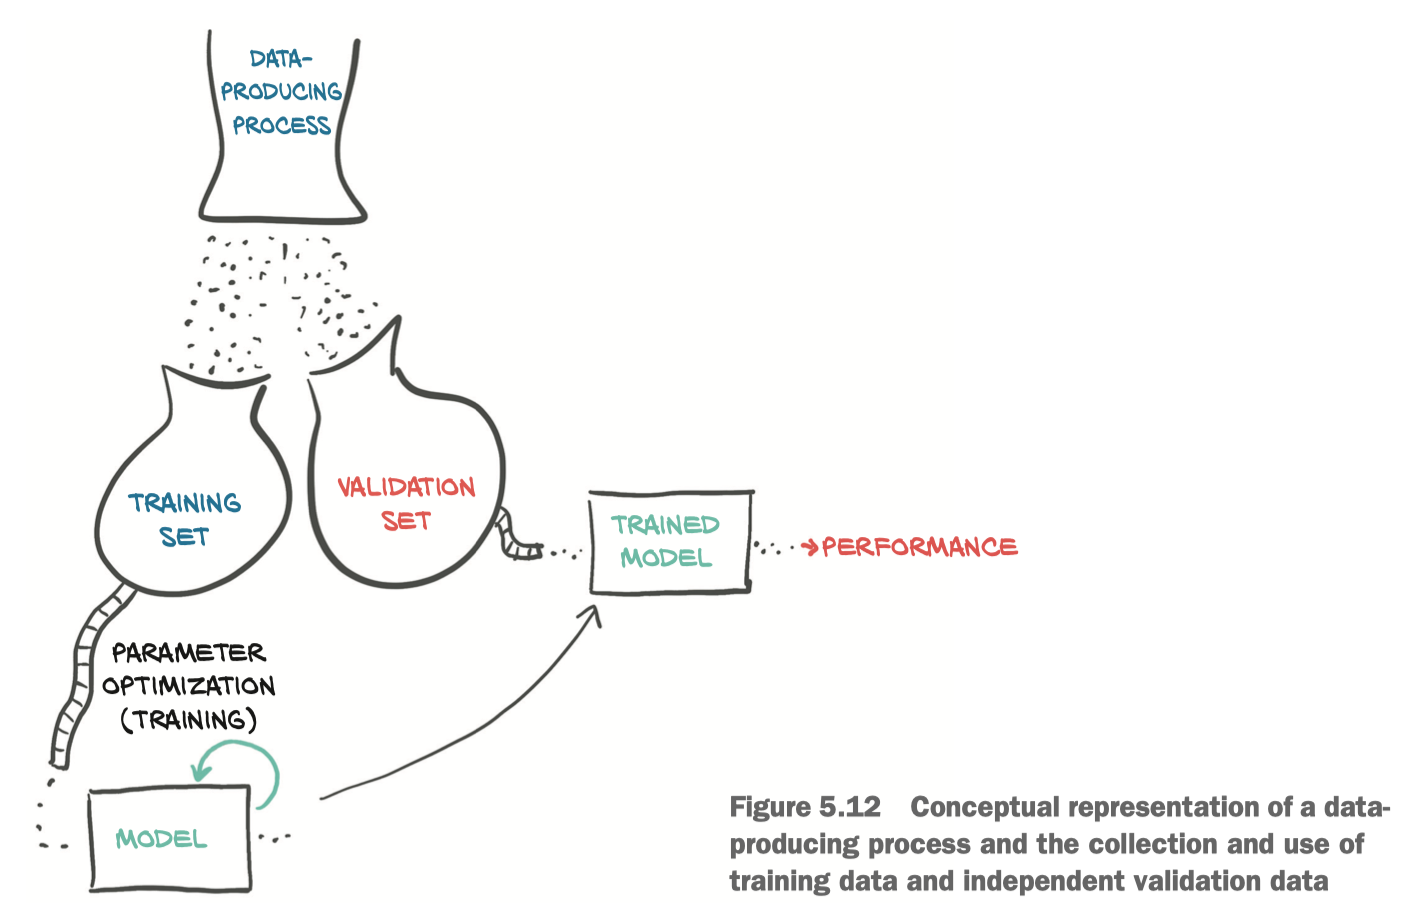 DATA-
PRODUCING
PROCESS
TRAINING
SET
VALIDATION
SET
TRAINED
MODEL
PERFORMANCE
PARAMETER
OPTIMIZATION
(TRAINING)
MODEL
Figure 5.12 Conceptual representation of a data-
producing process and the collection and use of
training data and independent validation data